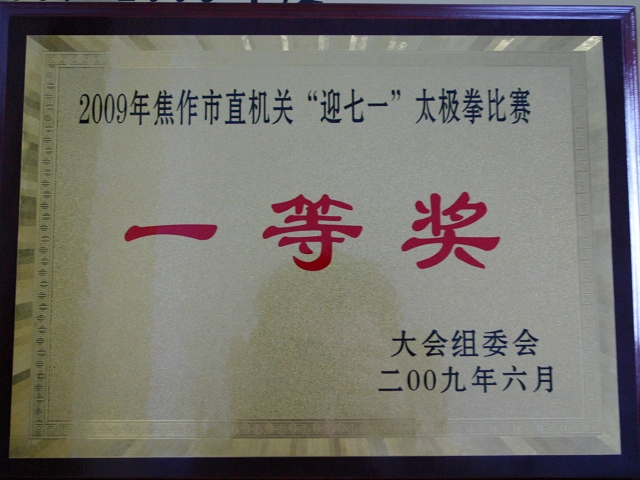 2009年焦作市直机关“迎七一”太极拳比赛
一等奖
大会组委会
二00九年六月